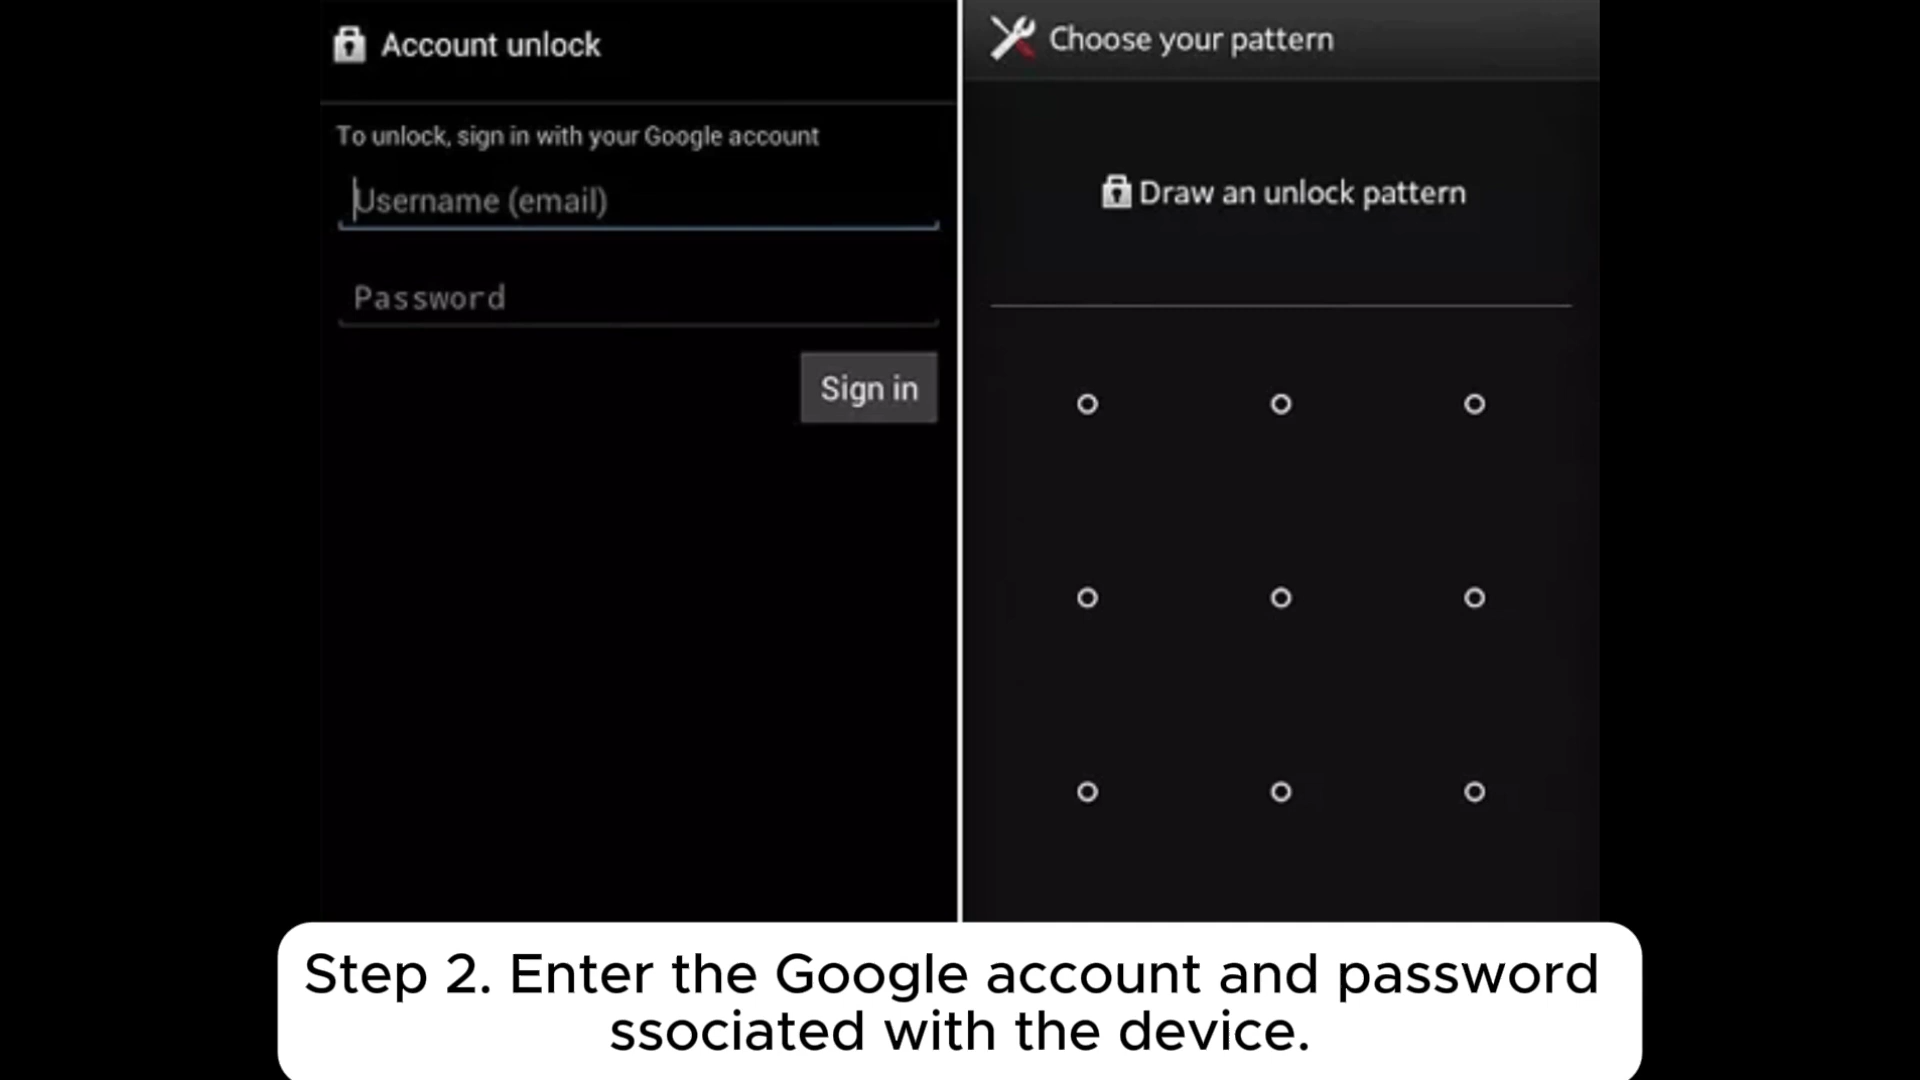 Account unlock
To unlock, sign in with your Google account
Username (email)
Password
Sign in
Choose your pattern
Draw an unlock pattern
Step 2. Enter the Google account and password
ssociated with the device.